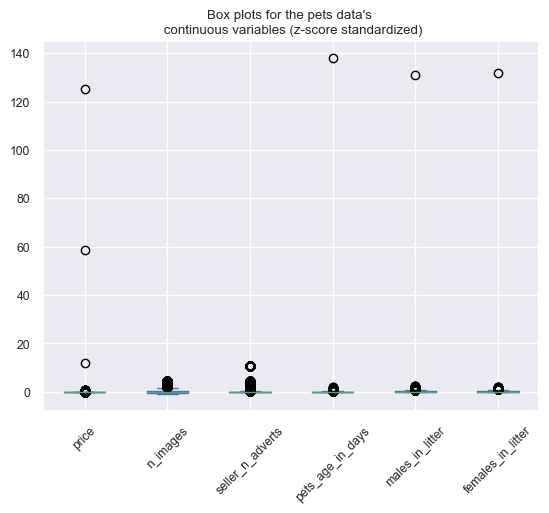 Box plots for the pets data's
continuous variables (z-score standardized)
140
120
100
80
60
40
20
0
price
n_images
seller_n_adverts
pets_age_in_days
males_in_litter
females_in_litter